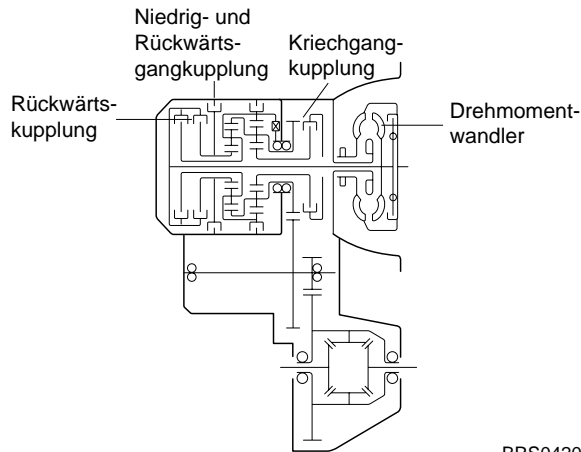 Niedrig- und
Rückwärts-
gangkupplung
Kriechgang-
kupplung
Rückwärts-
kupplung
Drehmoment-
wandler